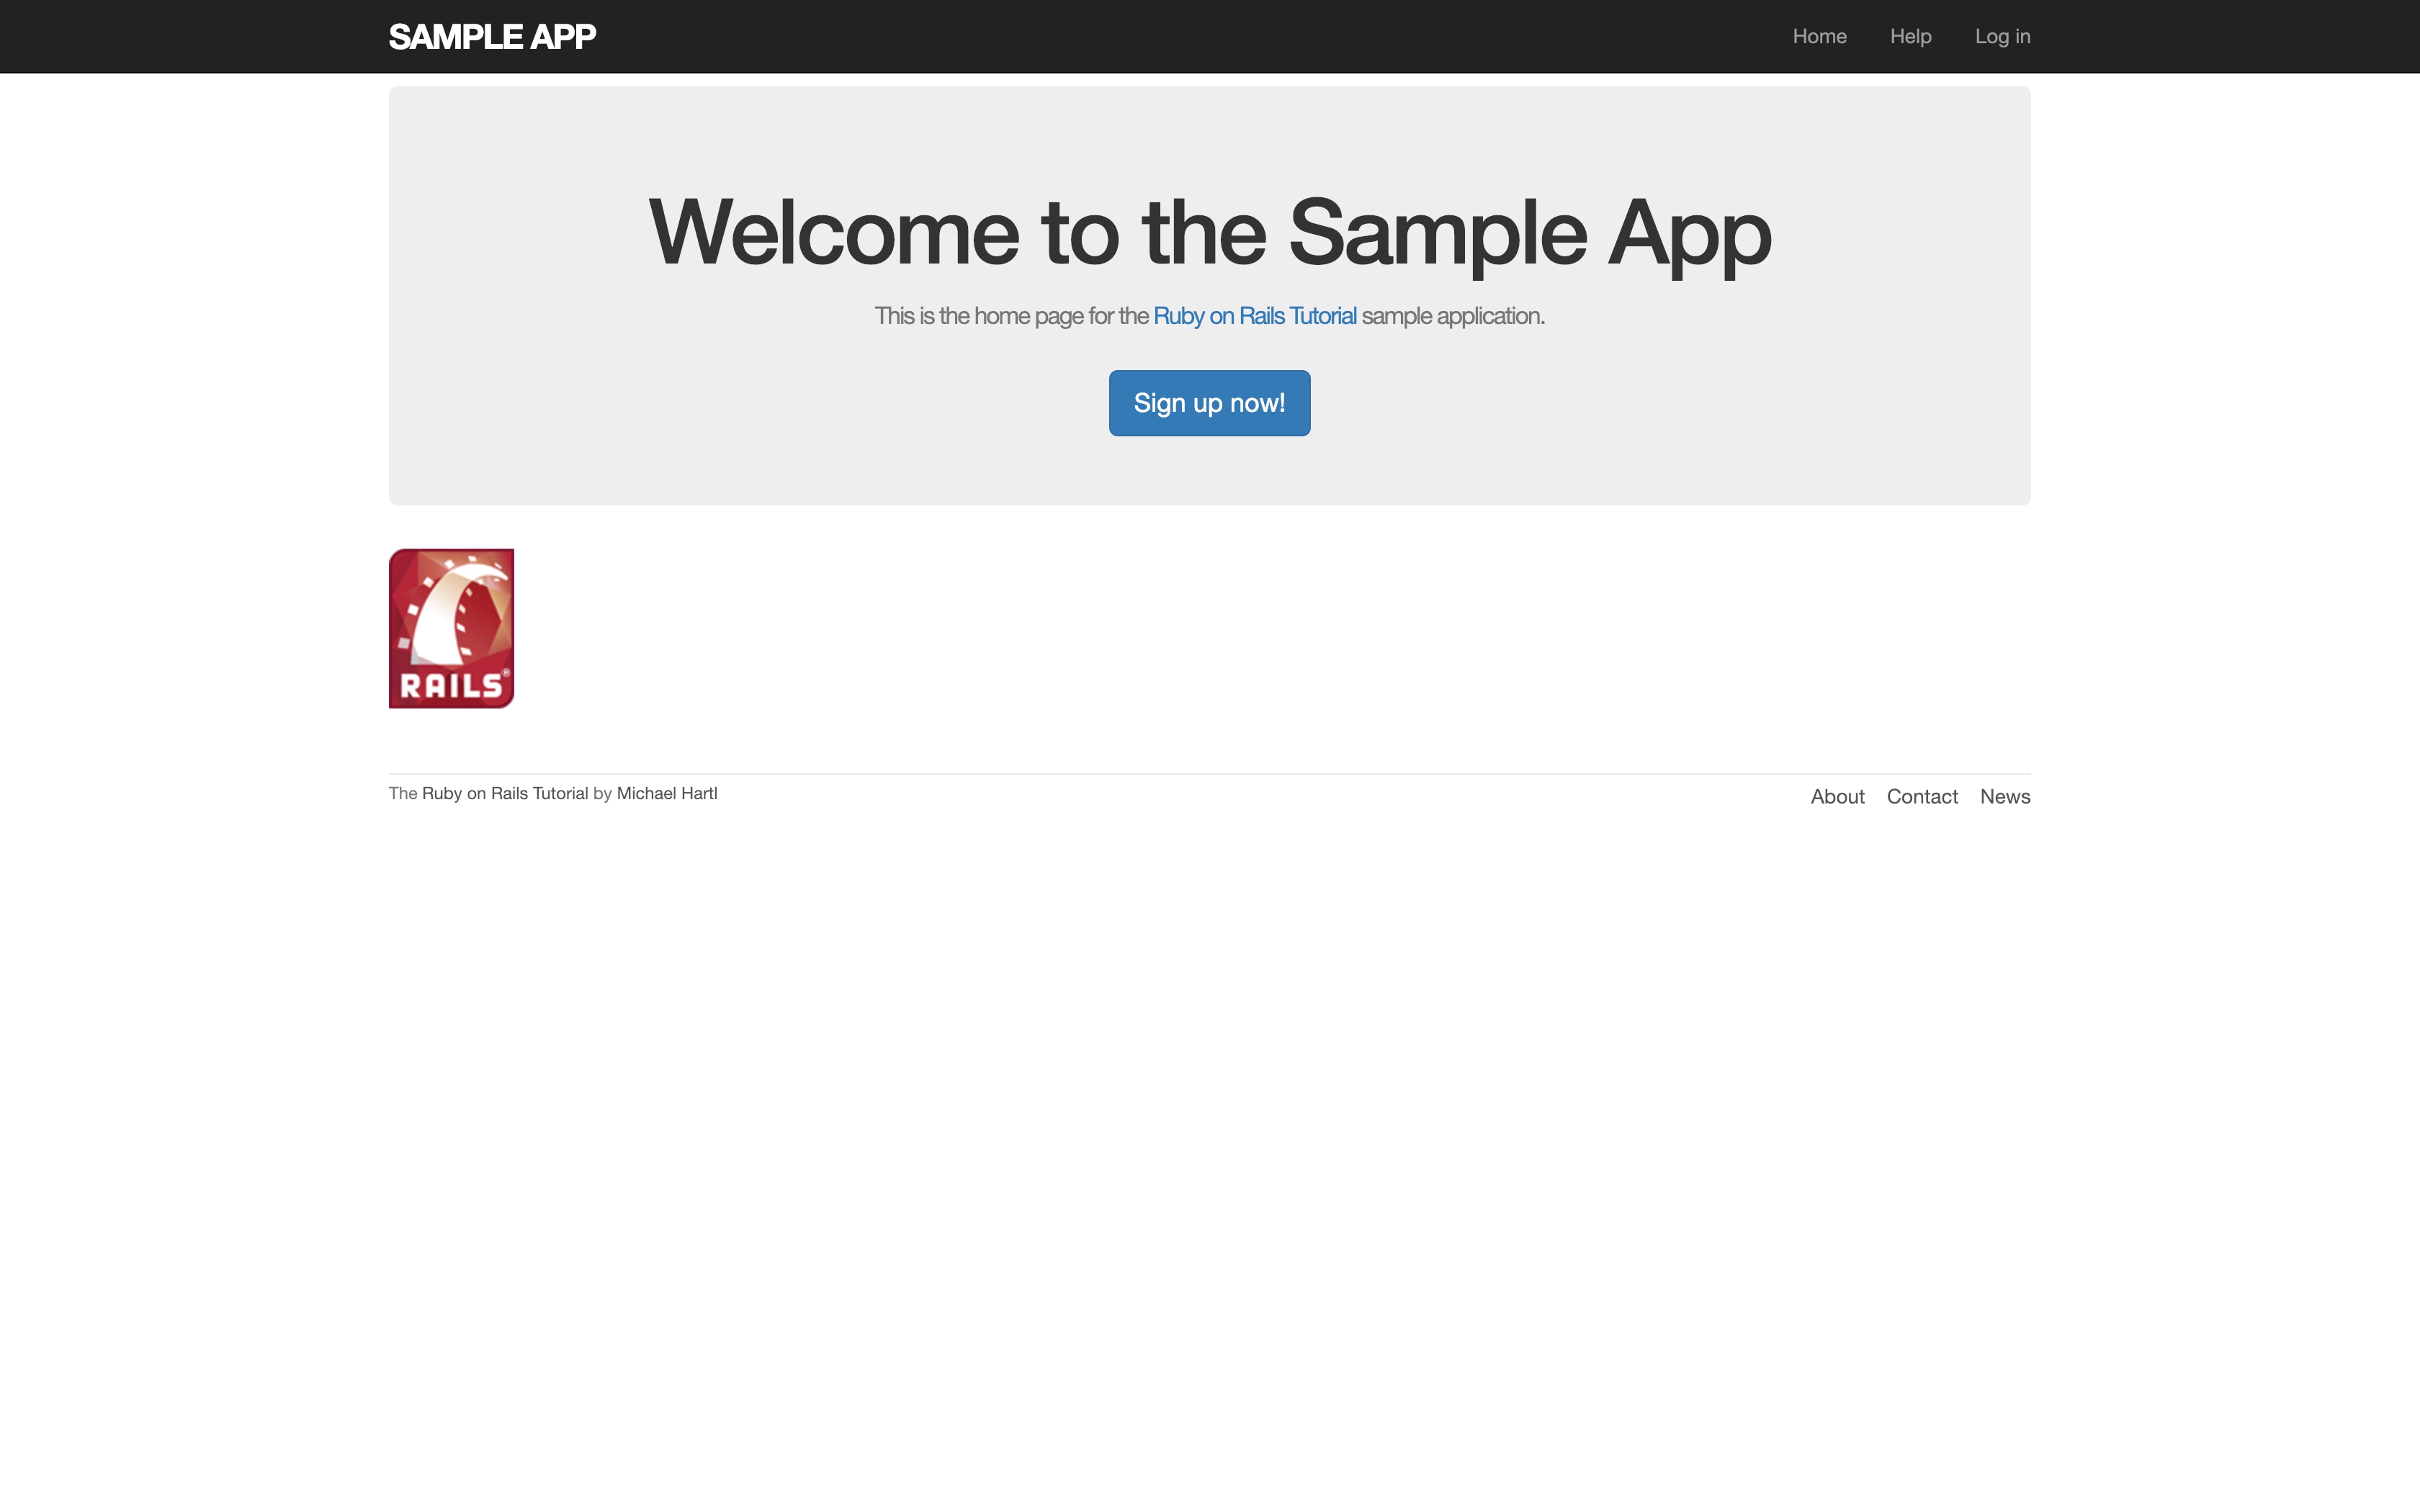 SAMPLE APP
Home Help Log in
Welcome to the Sample App
This is the home page for the Ruby on Rails Tutorial sample application.
Sign up now!
RAILS®
The Ruby on Rails Tutorial by Michael Hartl
About Contact News